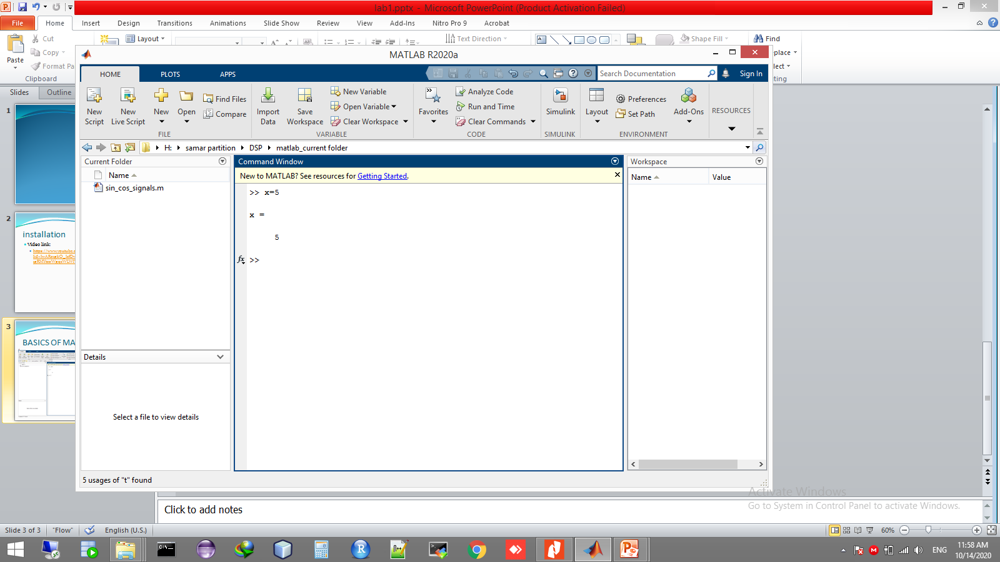 lab1.pptx - Microsoft PowerPoint (Product Activation Failed)
File Home Insert Design Transitions Animations Slide Show Review View Add-Ins Nitro Pro 9 Acrobat
Paste Cut Copy Format Pa Clipboard
Layout
Text Direction
Shape Fill
Find
place
lect
ting
Slides Outline
1
2
installation
Video link:
3
BASICS OF MA
MATLAB R2020a
HOME PLOTS APPS
Search Documentation Sign In
New Script
New Live Script
New
Open
Find Files
Compare
FILE
Import Data
Save Workspace
New Variable
Open Variable
Clear Workspace
VARIABLE
Favorites
Analyze Code
Run and Time
Clear Commands
CODE
Simulink
SIMULINK
Layout
Preferences
Set Path
Add-Ons
ENVIRONMENT
RESOURCES
H: samar partition DSP matlab_current folder
Current Folder
Name
sin_cos_signals.m
Details
Select a file to view details
Command Window
New to MATLAB? See resources for Getting Started.
>> x=5
x =
5
fx >>
Workspace
Name Value
5 usages of "t" found
Activate Windows
Go to System in Control Panel to activate Windows.
Click to add notes
Slide 3 of 3 "Flow" English (U.S.) 60%
ENG
11:58 AM
10/14/2020